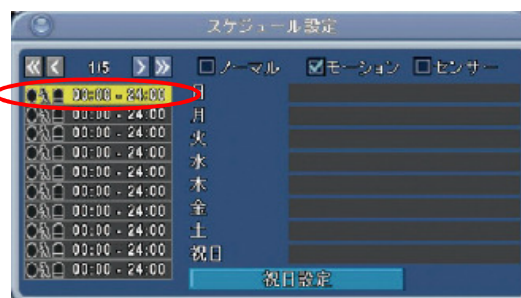 スケジュール設定
1/5 ノーマル モーション センサー
00:00 - 24:00 日
00:00 - 24:00 月
00:00 - 24:00 火
00:00 - 24:00 水
00:00 - 24:00 木
00:00 - 24:00 金
00:00 - 24:00 土
00:00 - 24:00 祝日
00:00 - 24:00
00:00 - 24:00
祝日設定